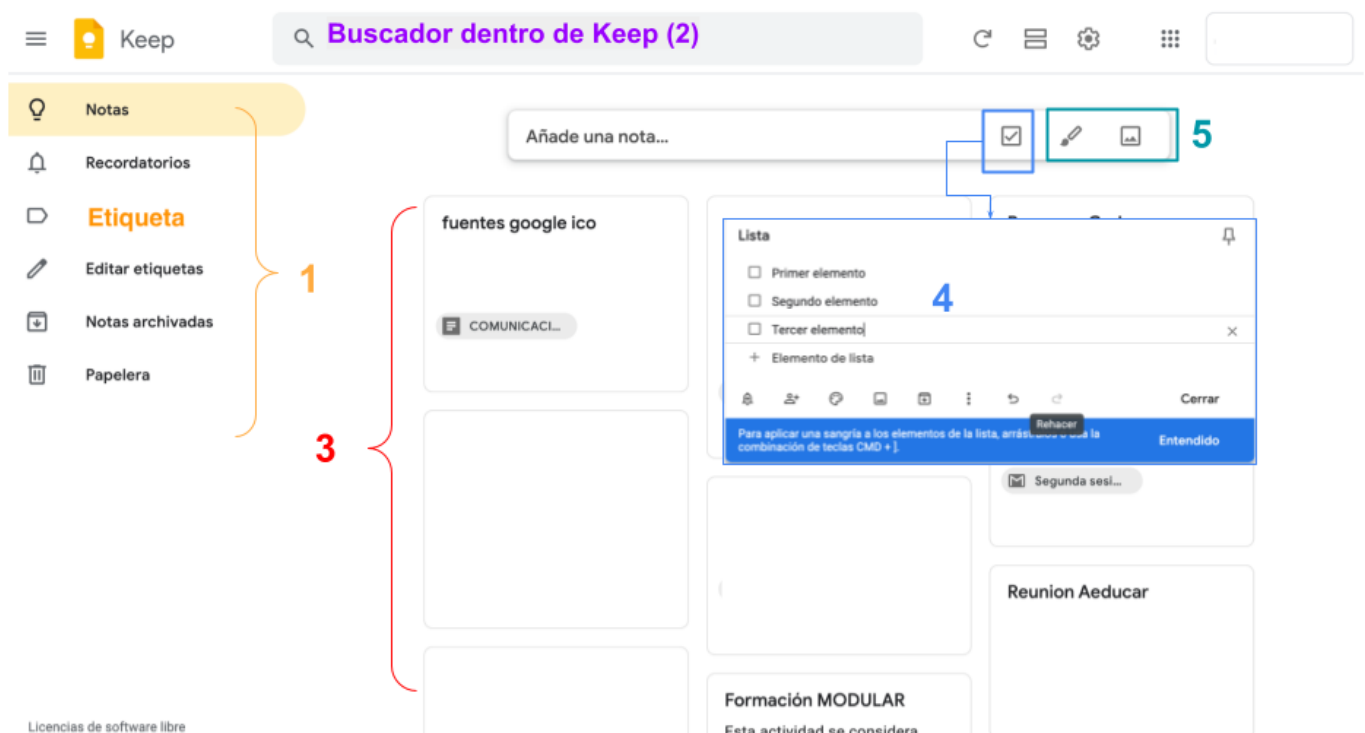 Keep
Buscador dentro de Keep (2)
Notas
Recordatorios
Etiqueta
Editar etiquetas
Notas archivadas
Papelera
1
Añade una nota...
5
3
fuentes google ico
COMUNICACI...
Lista
Primer elemento
Segundo elemento
4
Tercer elemento
Elemento de lista
Cerrar
Rehacer
Para aplicar una sangría a los elementos de la lista, la
combinación de teclas CMD + ].
Entendido
Segunda sesi...
Reunion Aeducar
Formación MODULAR
Esta actividad se considera
Licencias de software libre